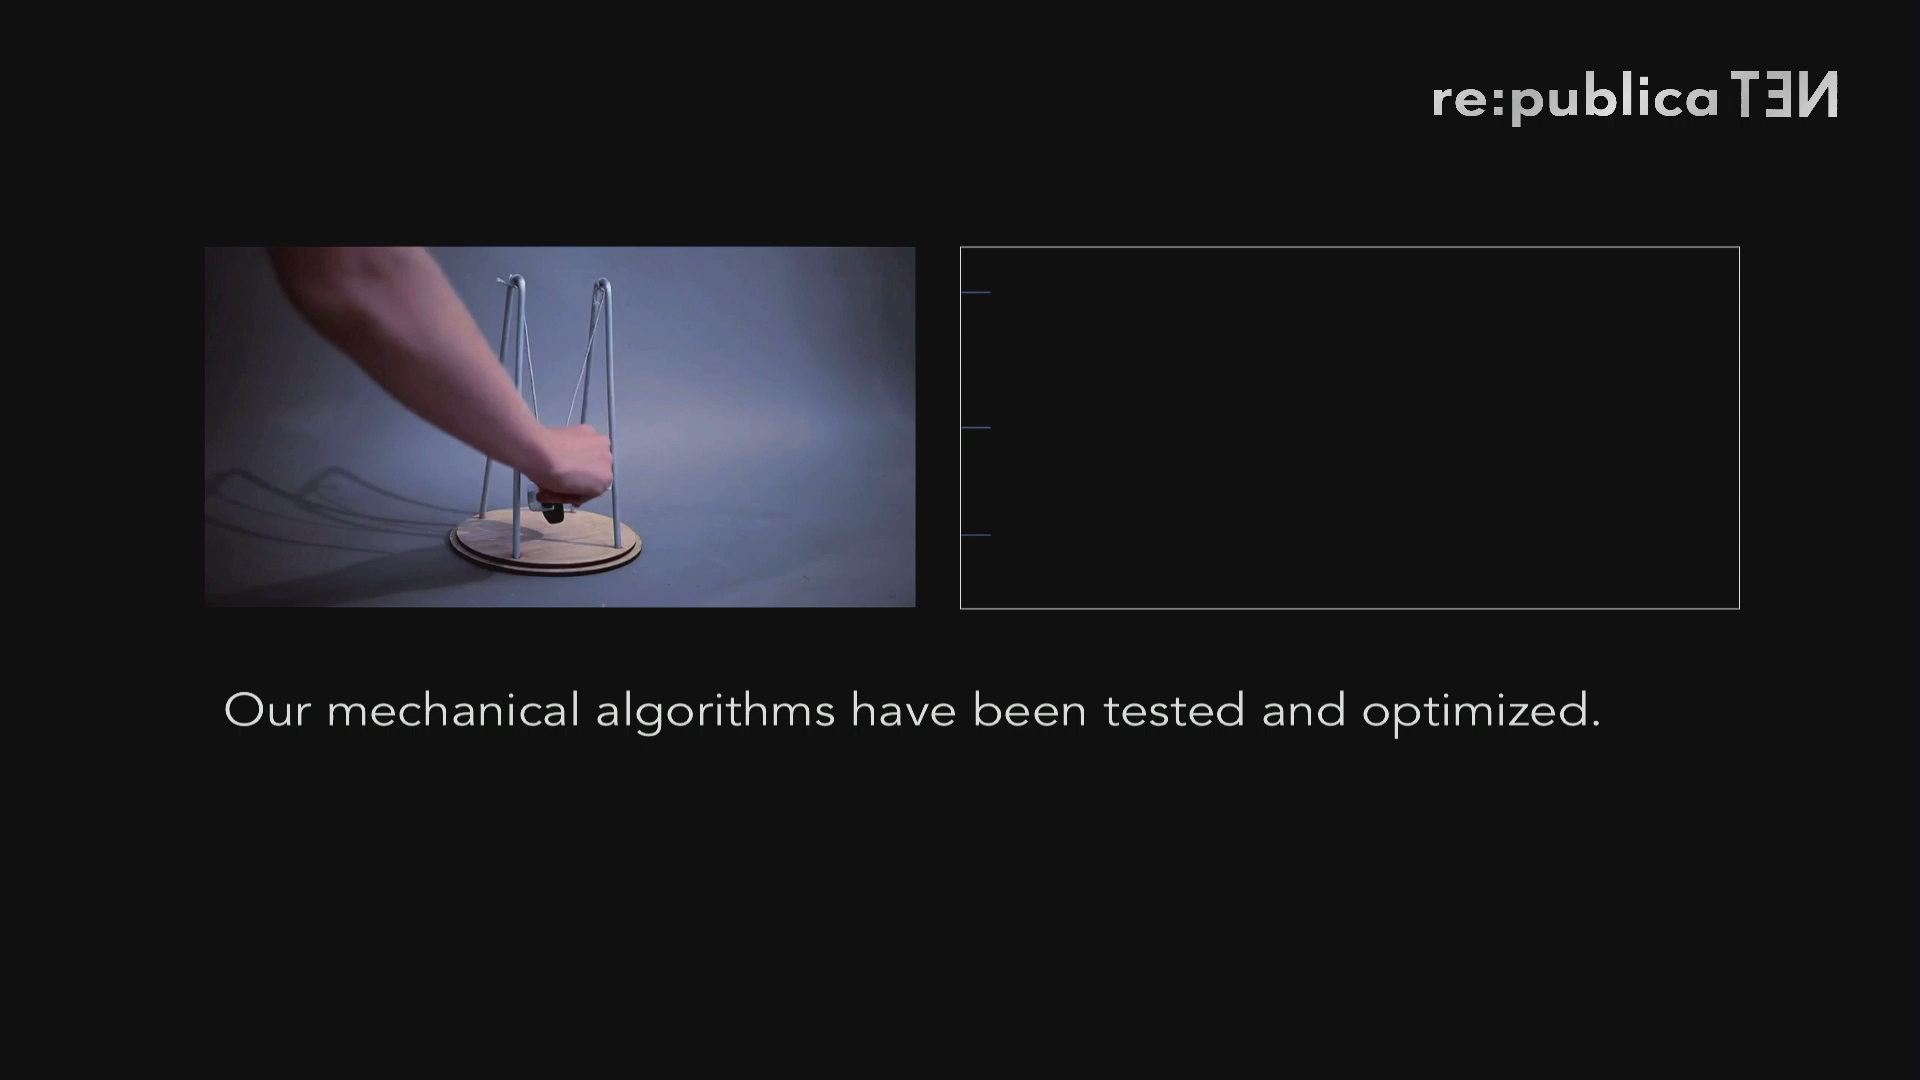 re:publica TEN
Our mechanical algorithms have been tested and optimized.